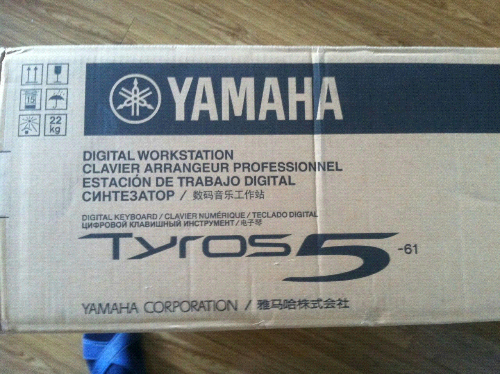 YAMAHA
15
22
kg
DIGITAL WORKSTATION
CLAVIER ARRANGEUR PROFESSIONNEL
ESTACIÓN DE TRABAJO DIGITAL
СИНТЕЗАТОР / 数码音乐工作站
DIGITAL KEYBOARD / CLAVIER NUMÉRIQUE / TECLADO DIGITAL
ЦИФРОВОЙ КЛАВИШНЫЙ ИНСТРУМЕНТ / 电子琴
Tyros5 -61
YAMAHA CORPORATION / 雅马哈株式会社